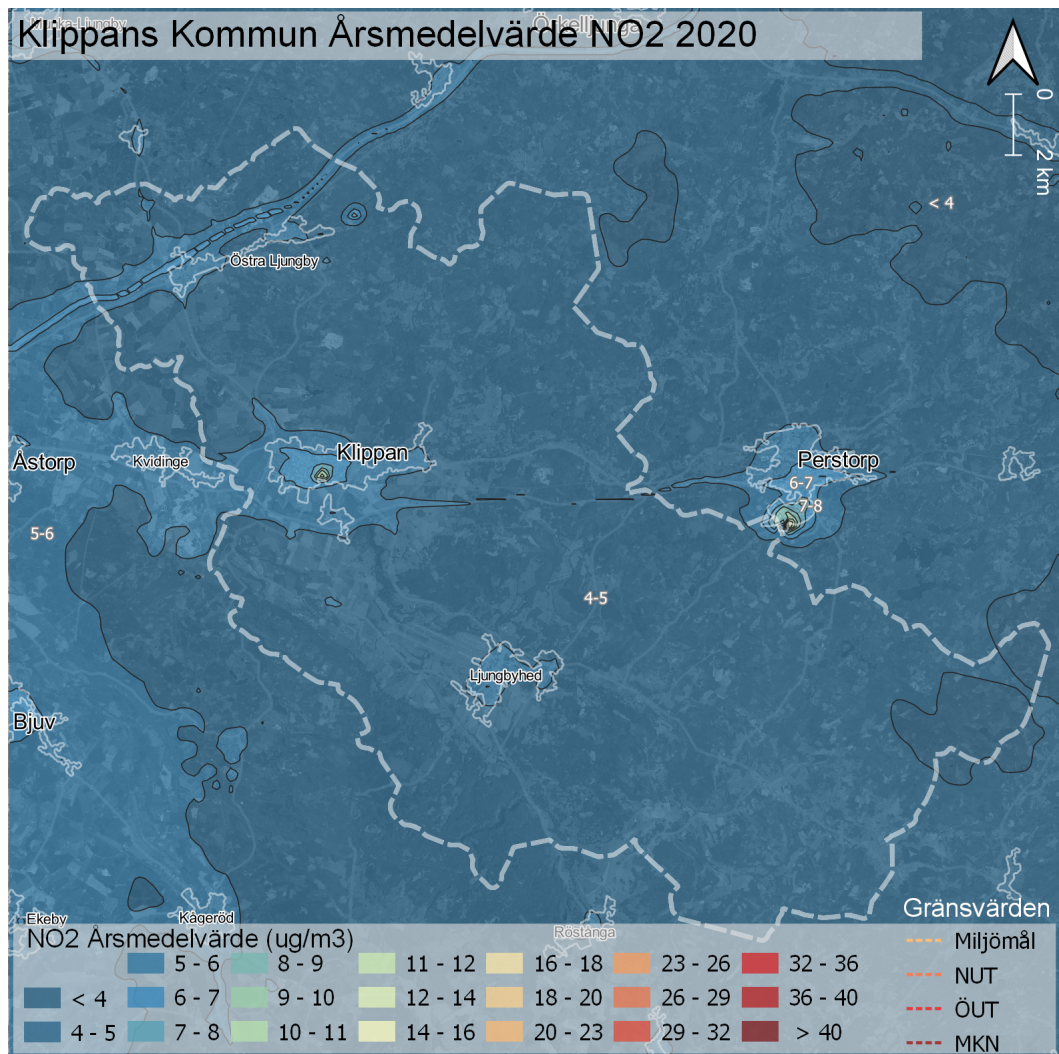 Klippans Kommun Årsmedelvärde NO2 2020
Örkelljunga
0
2 km
< 4
Östra Ljungby
Klippan
Åstorp
Kvidinge
Perstorp
6-7
7-8
5-6
4-5
Ljungbyhed
Bjuv
Ekeby
Kågeröd
Röstånga
Gränsvärden
Miljömål
NUT
ÖUT
MKN
NO2 Årsmedelvärde (ug/m3)
5 - 6 8 - 9 11 - 12 16 - 18 23 - 26 32 - 36
< 4 6 - 7 9 - 10 12 - 14 18 - 20 26 - 29 36 - 40
4 - 5 7 - 8 10 - 11 14 - 16 20 - 23 29 - 32 > 40